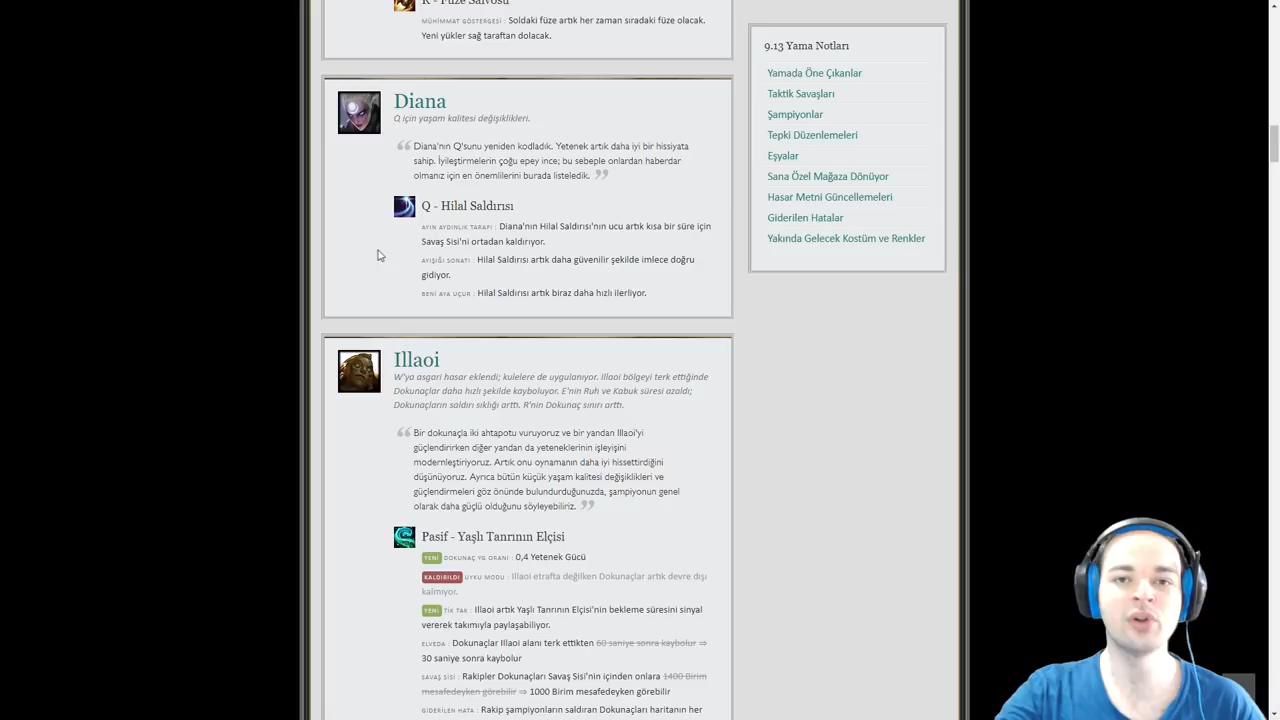 R - Füze Salvosu
MÜHİMMAT GÖSTERGESİ : Soldaki füze artık her zaman sıradaki füze olacak.
Yeni yükler sağ taraftan dolacak.
Diana
Q için yaşam kalitesi değişiklikleri.
Diana'nın Q'sunu yeniden kodladık. Yetenek artık daha iyi bir hissiyata
sahip. İyileştirmelerin çoğu epey ince; bu sebeple onlardan haberdar
olmanız için en önemlilerini burada listeledik.
Q - Hilal Saldırısı
AYIN AYDINLIK TARAFI : Diana'nın Hilal Saldırısı'nın ucu artık kısa bir süre için
Savaş Sisi'ni ortadan kaldırıyor.
AYIŞIĞI SONATI : Hilal Saldırısı artık daha güvenilir şekilde imlece doğru
gidiyor.
BENİ AYA UÇUR : Hilal Saldırısı artık biraz daha hızlı ilerliyor.
Illaoi
W'ya asgari hasar eklendi; kulelere de uygulanıyor. Illaoi bölgeyi terk ettiğinde
Dokunaçlar daha hızlı şekilde kayboluyor. E'nin Ruh ve Kabuk süresi azaldı;
Dokunaçların saldırı sıklığı arttı. R'nin Dokunaç sınırı arttı.
Bir dokunaçla iki ahtapotu vuruyoruz ve bir yandan Illaoi'yi
güçlendirirken diğer yandan da yeteneklerinin işleyişini
modernleştiriyoruz. Artık onu oynamanın daha iyi hissettirdiğini
düşünüyoruz. Ayrıca bütün küçük yaşam kalitesi değişiklikleri ve
güçlendirmeleri göz önünde bulundurduğunuzda, şampiyonun genel
olarak daha güçlü olduğunu söyleyebiliriz.
Pasif - Yaşlı Tanrının Elçisi
YENİ DOKUNAÇ YG ORANI : 0,4 Yetenek Gücü
KALDIRILDI UYKU MODU : Illaoi etrafta değilken Dokunaçlar artık devre dışı
kalmıyor.
YENİ TİK TAK : Illaoi artık Yaşlı Tanrının Elçisi'nin bekleme süresini sinyal
vererek takımıyla paylaşabiliyor.
ELVEDA : Dokunaçlar Illaoi alanı terk ettikten 60 saniye sonra kaybolur ⇒
30 saniye sonra kaybolur
SAVAŞ SİSİ : Rakipler Dokunaçları Savaş Sisi'nin içinden onlara 1400 Birim
mesafedeyken görebilir ⇒ 1000 Birim mesafedeyken görebilir
GİDERİLEN HATA : Rakip şampiyonların saldıran Dokunaçları haritanın her
9.13 Yama Notları
Yamada Öne Çıkanlar
Taktik Savaşları
Şampiyonlar
Tepki Düzenlemeleri
Eşyalar
Sana Özel Mağaza Dönüyor
Hasar Metni Güncellemeleri
Giderilen Hatalar
Yakında Gelecek Kostüm ve Renkler